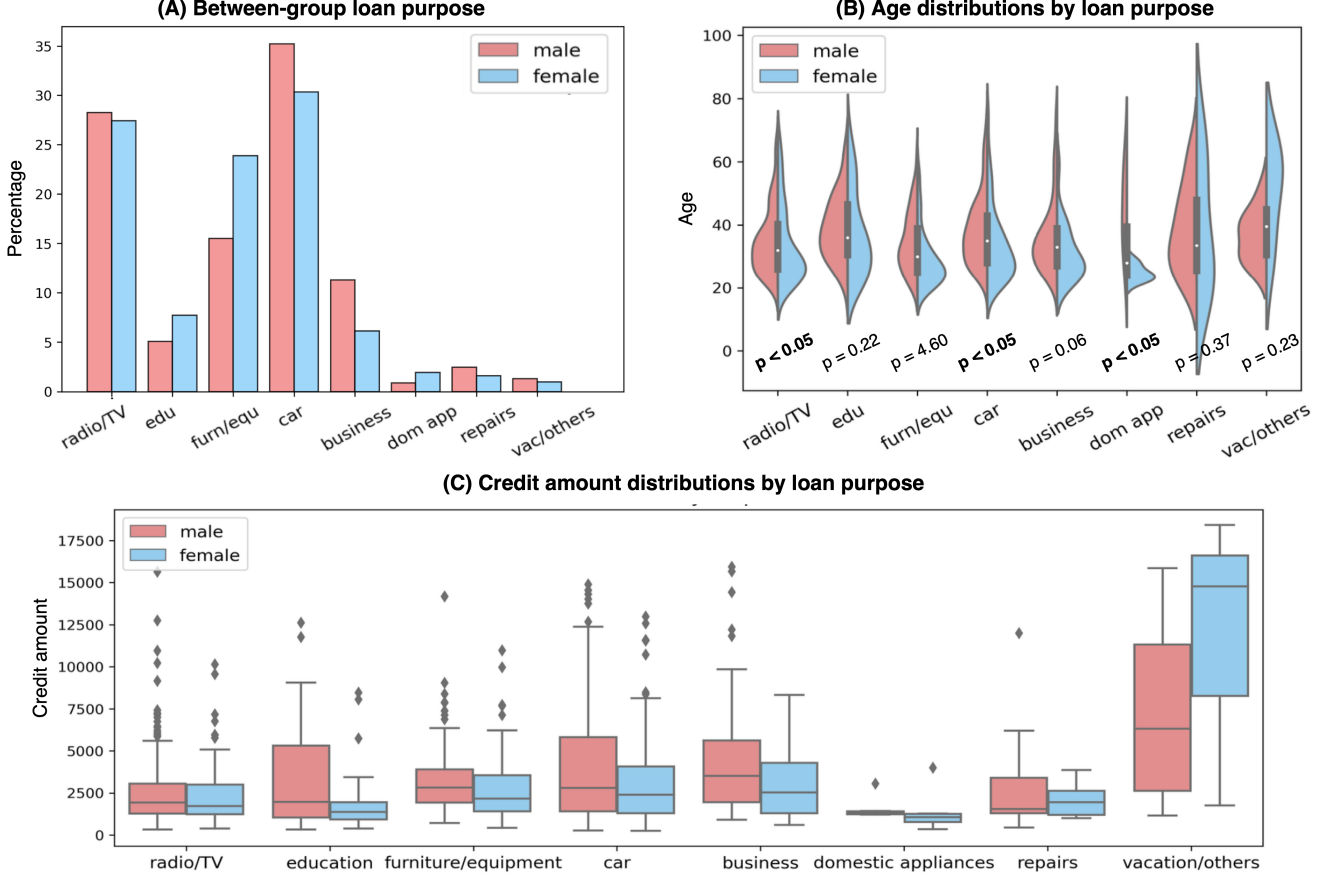 (A) Between-group loan purpose
Percentage
35
30
25
20
15
10
5
0
male
female
radio/TV
edu
furn/equ
car
business
dom app
repairs
vac/others
(B) Age distributions by loan purpose
Age
100
80
60
40
20
0
male
female
p < 0.05
p = 0.22
p = 4.60
p < 0.05
p = 0.06
p < 0.05
p = 0.37
p = 0.23
radio/TV
edu
furn/equ
car
business
dom app
repairs
vac/others
(C) Credit amount distributions by loan purpose
Credit amount
17500
15000
12500
10000
7500
5000
2500
0
male
female
radio/TV
education
furniture/equipment
car
business
domestic appliances
repairs
vacation/others